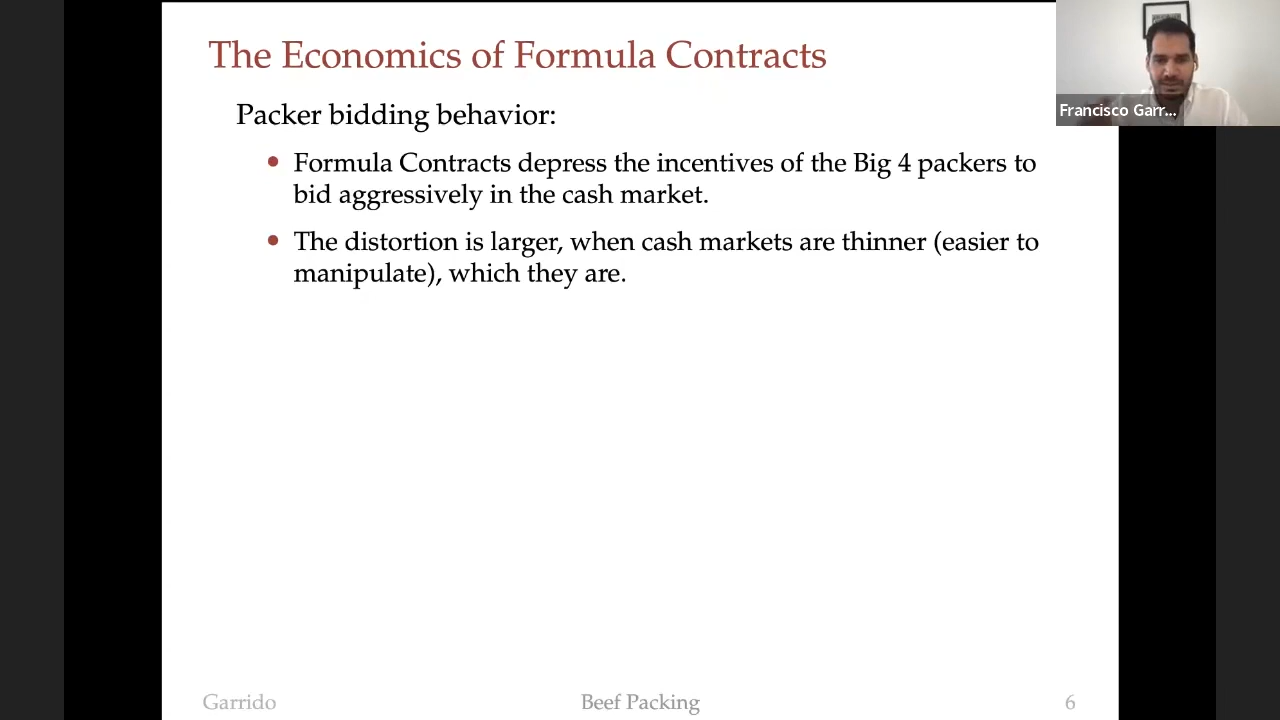 The Economics of Formula Contracts
Francisco Garr...
Packer bidding behavior:
• Formula Contracts depress the incentives of the Big 4 packers to
bid aggressively in the cash market.
• The distortion is larger, when cash markets are thinner (easier to
manipulate), which they are.
Garrido
Beef Packing
6